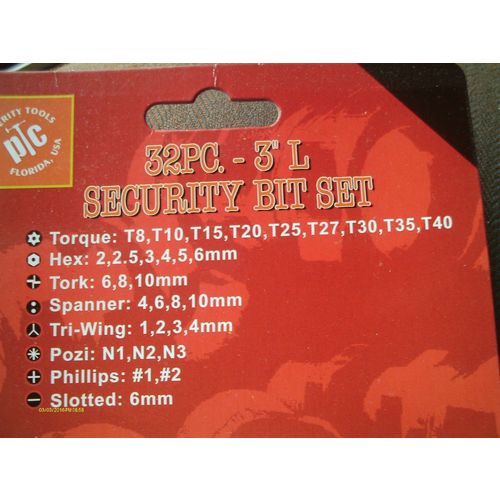 ERITY TOOLS
PTC
FLORIDA, USA
32PC. - 3" L
SECURITY BIT SET
Torque: T8,T10,T15,T20,T25,T27,T30,T35,T40
Hex: 2,2.5,3,4,5,6mm
Tork: 6,8,10mm
Spanner: 4,6,8,10mm
Tri-Wing: 1,2,3,4mm
Pozi: N1,N2,N3
Phillips: #1,#2
Slotted: 6mm